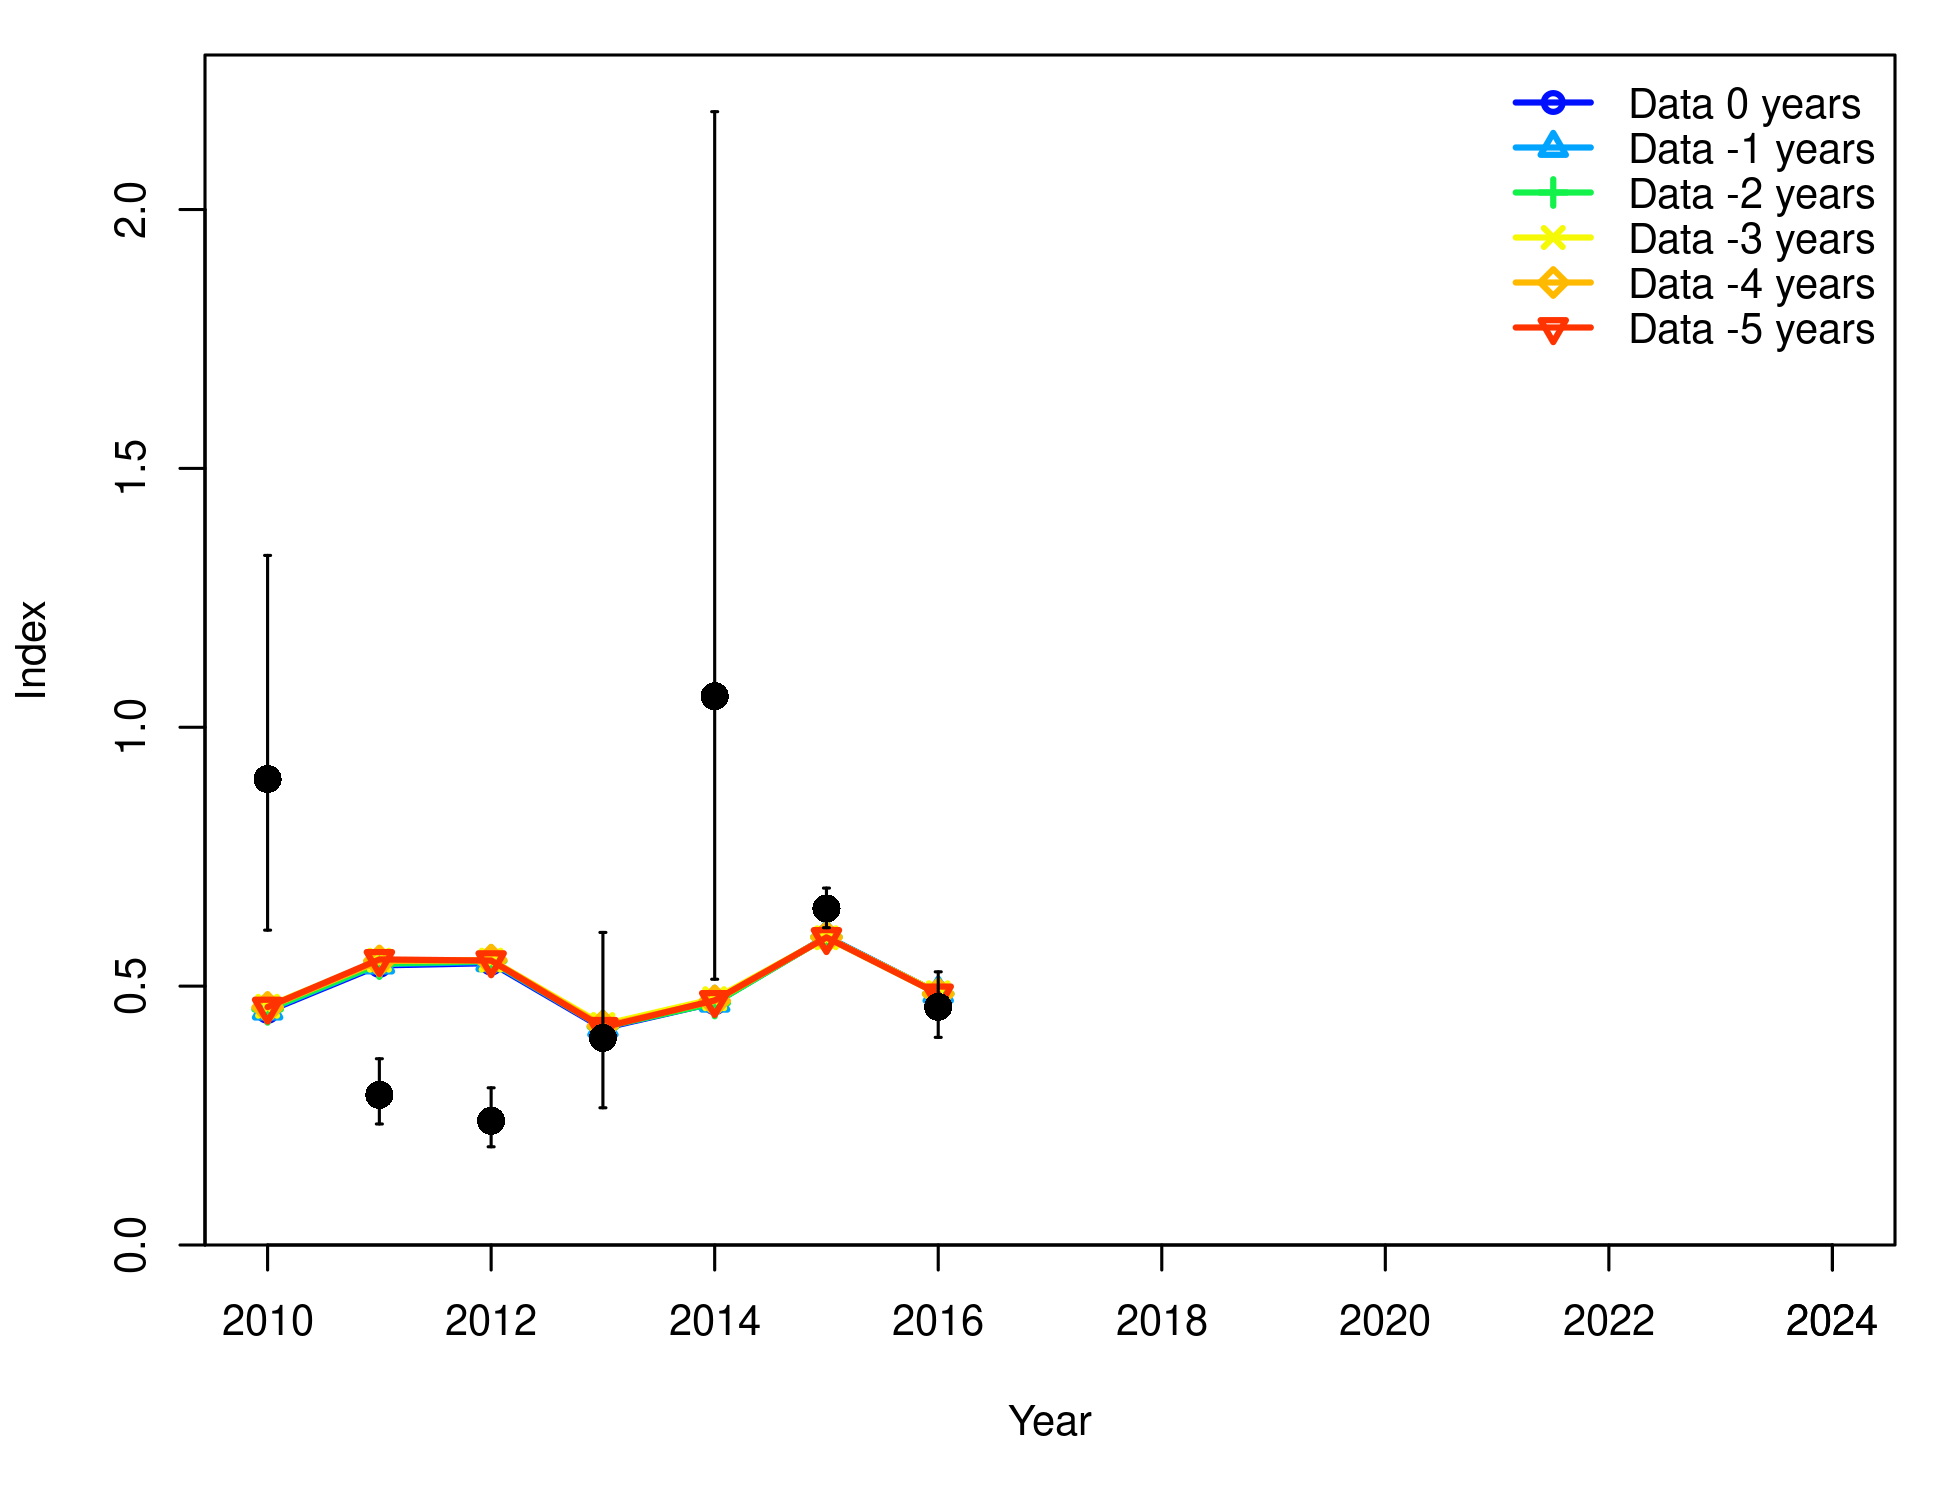 Data 0 years
Data -1 years
Data -2 years
Data -3 years
Data -4 years
Data -5 years
2.0
1.5
1.0
0.5
0.0
Index
2010 2012 2014 2016 2018 2020 2022 2024
Year